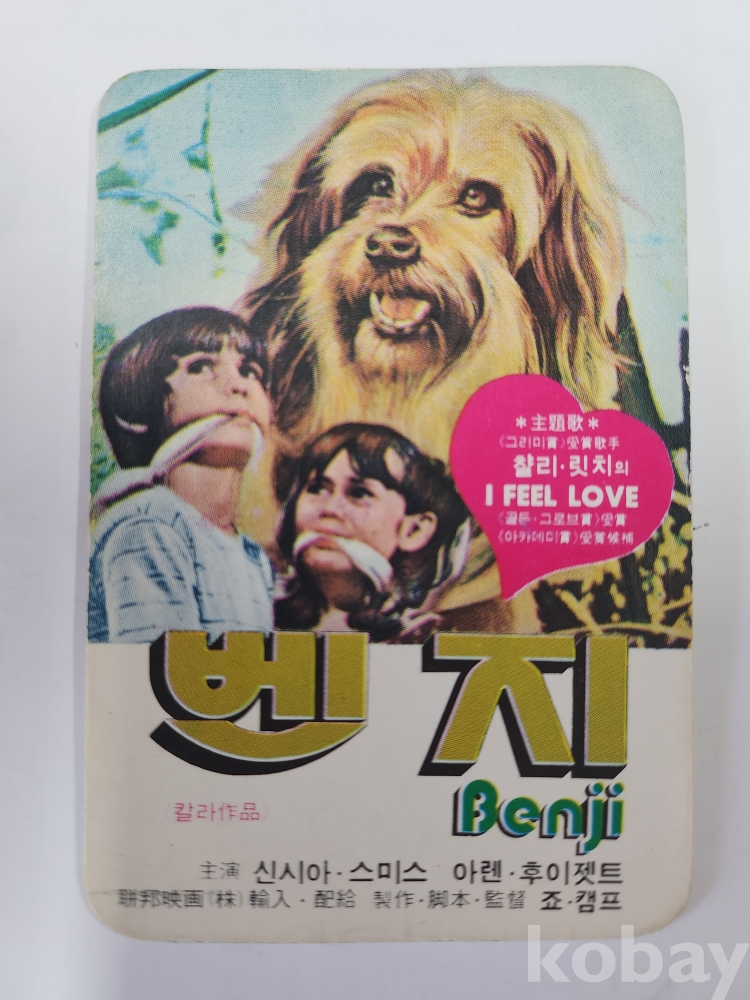 *主題歌*
〈그래미賞〉受賞歌手
챨리·릿치의
I FEEL LOVE
〈골든·그로브賞〉受賞
〈아카데미賞〉受賞候補
벤지
Benji
〈칼라作品〉
主演 신시아·스미스 아렌·후이젯트
聯邦映画(株) 輸入·配給 製作·脚本·監督 죠·캠프
kobay